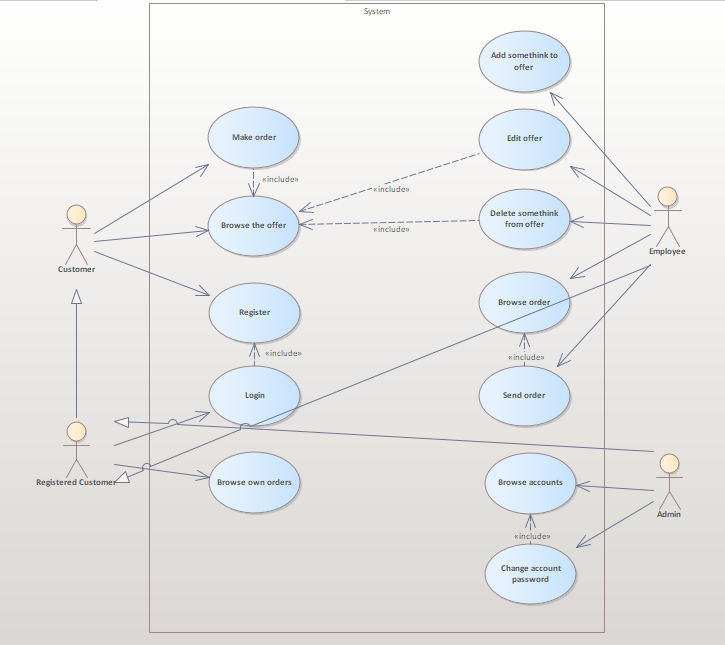 System
Add somethink to
offer
Make order
Edit offer
«include»
«include»
Browse the offer
Delete somethink
from offer
«include»
Customer
Employee
Register
Browse order
«include»
«include»
Login
Send order
Registered Customer
Browse own orders
Browse accounts
Admin
«include»
Change account
password